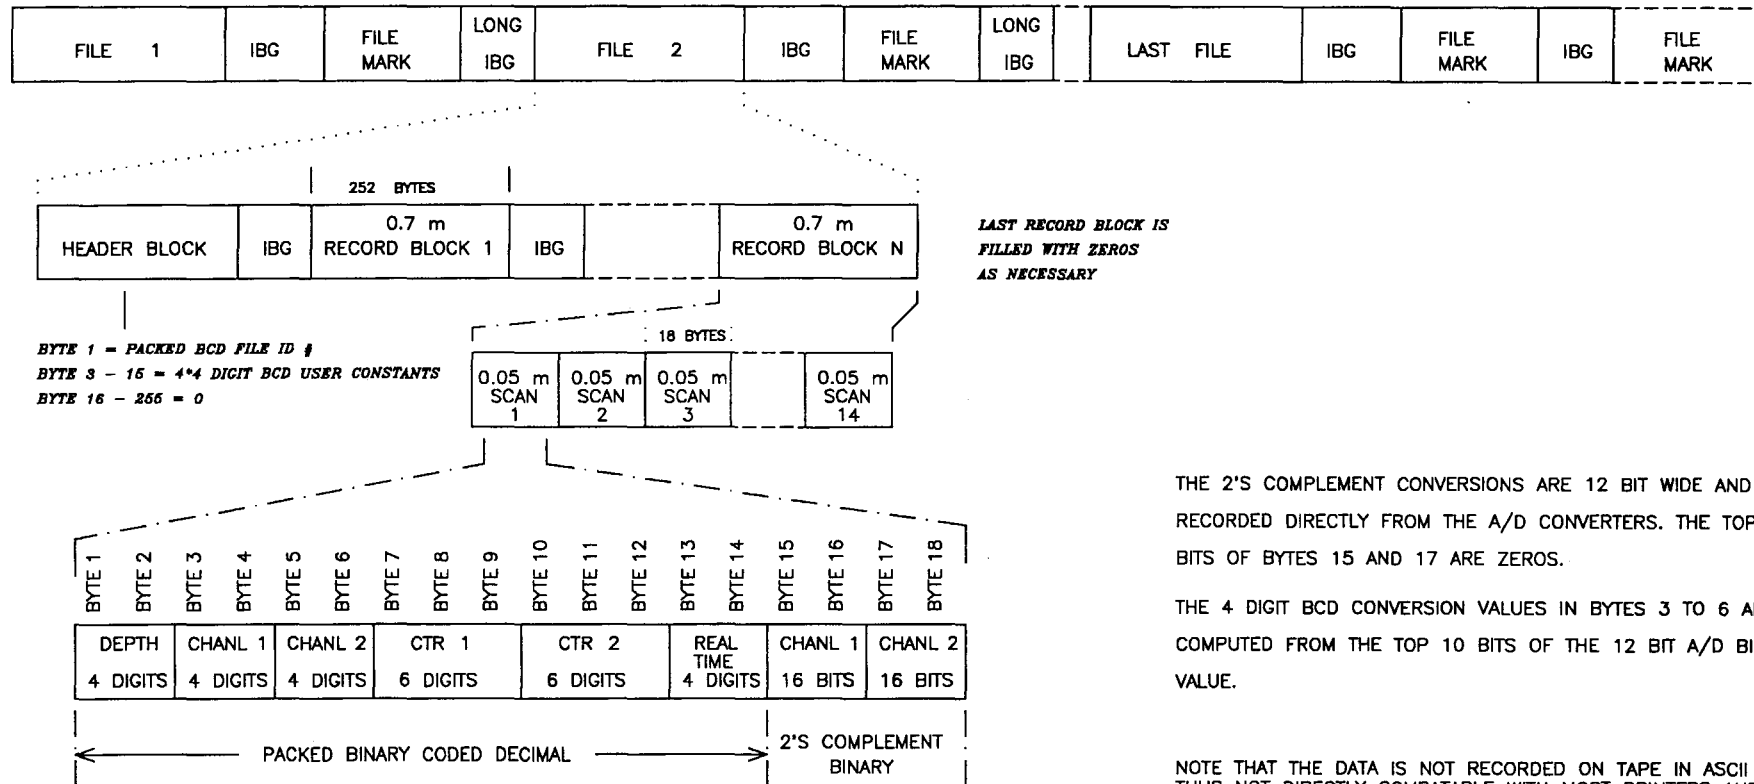 FILE 1 IBG FILE MARK LONG IBG FILE 2 IBG FILE MARK LONG IBG LAST FILE IBG FILE MARK IBG FILE MARK
252 BYTES
HEADER BLOCK IBG 0.7 m RECORD BLOCK 1 IBG 0.7 m RECORD BLOCK N
LAST RECORD BLOCK IS
FILLED WITH ZEROS
AS NECESSARY
BYTE 1 = PACKED BCD FILE ID #
BYTE 3 - 15 = 4*4 DIGIT BCD USER CONSTANTS
BYTE 16 - 255 = 0
18 BYTES
0.05 m SCAN 1 0.05 m SCAN 2 0.05 m SCAN 3 0.05 m SCAN 14
BYTE 1 BYTE 2 BYTE 3 BYTE 4 BYTE 5 BYTE 6 BYTE 7 BYTE 8 BYTE 9 BYTE 10 BYTE 11 BYTE 12 BYTE 13 BYTE 14 BYTE 15 BYTE 16 BYTE 17 BYTE 18
DEPTH 4 DIGITS CHANL 1 4 DIGITS CHANL 2 4 DIGITS CTR 1 6 DIGITS CTR 2 6 DIGITS REAL TIME 4 DIGITS CHANL 1 16 BITS CHANL 2 16 BITS
PACKED BINARY CODED DECIMAL
2'S COMPLEMENT
BINARY
THE 2'S COMPLEMENT CONVERSIONS ARE 12 BIT WIDE AND
RECORDED DIRECTLY FROM THE A/D CONVERTERS. THE TOP
BITS OF BYTES 15 AND 17 ARE ZEROS.
THE 4 DIGIT BCD CONVERSION VALUES IN BYTES 3 TO 6
COMPUTED FROM THE TOP 10 BITS OF THE 12 BIT A/D
VALUE.
NOTE THAT THE DATA IS NOT RECORDED ON TAPE IN ASCII